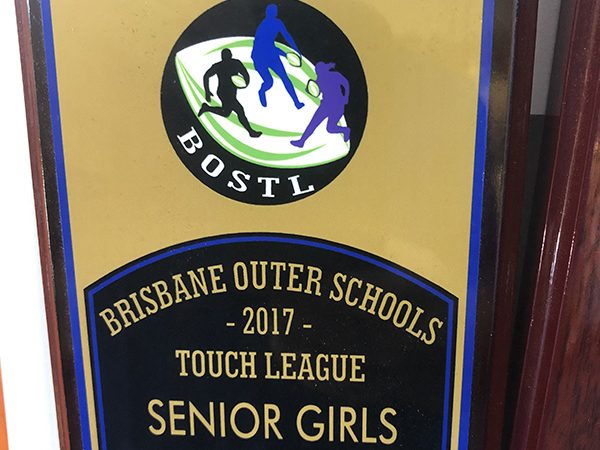 BOSTL
BRISBANE OUTER SCHOOLS
- 2017 -
TOUCH LEAGUE
SENIOR GIRLS